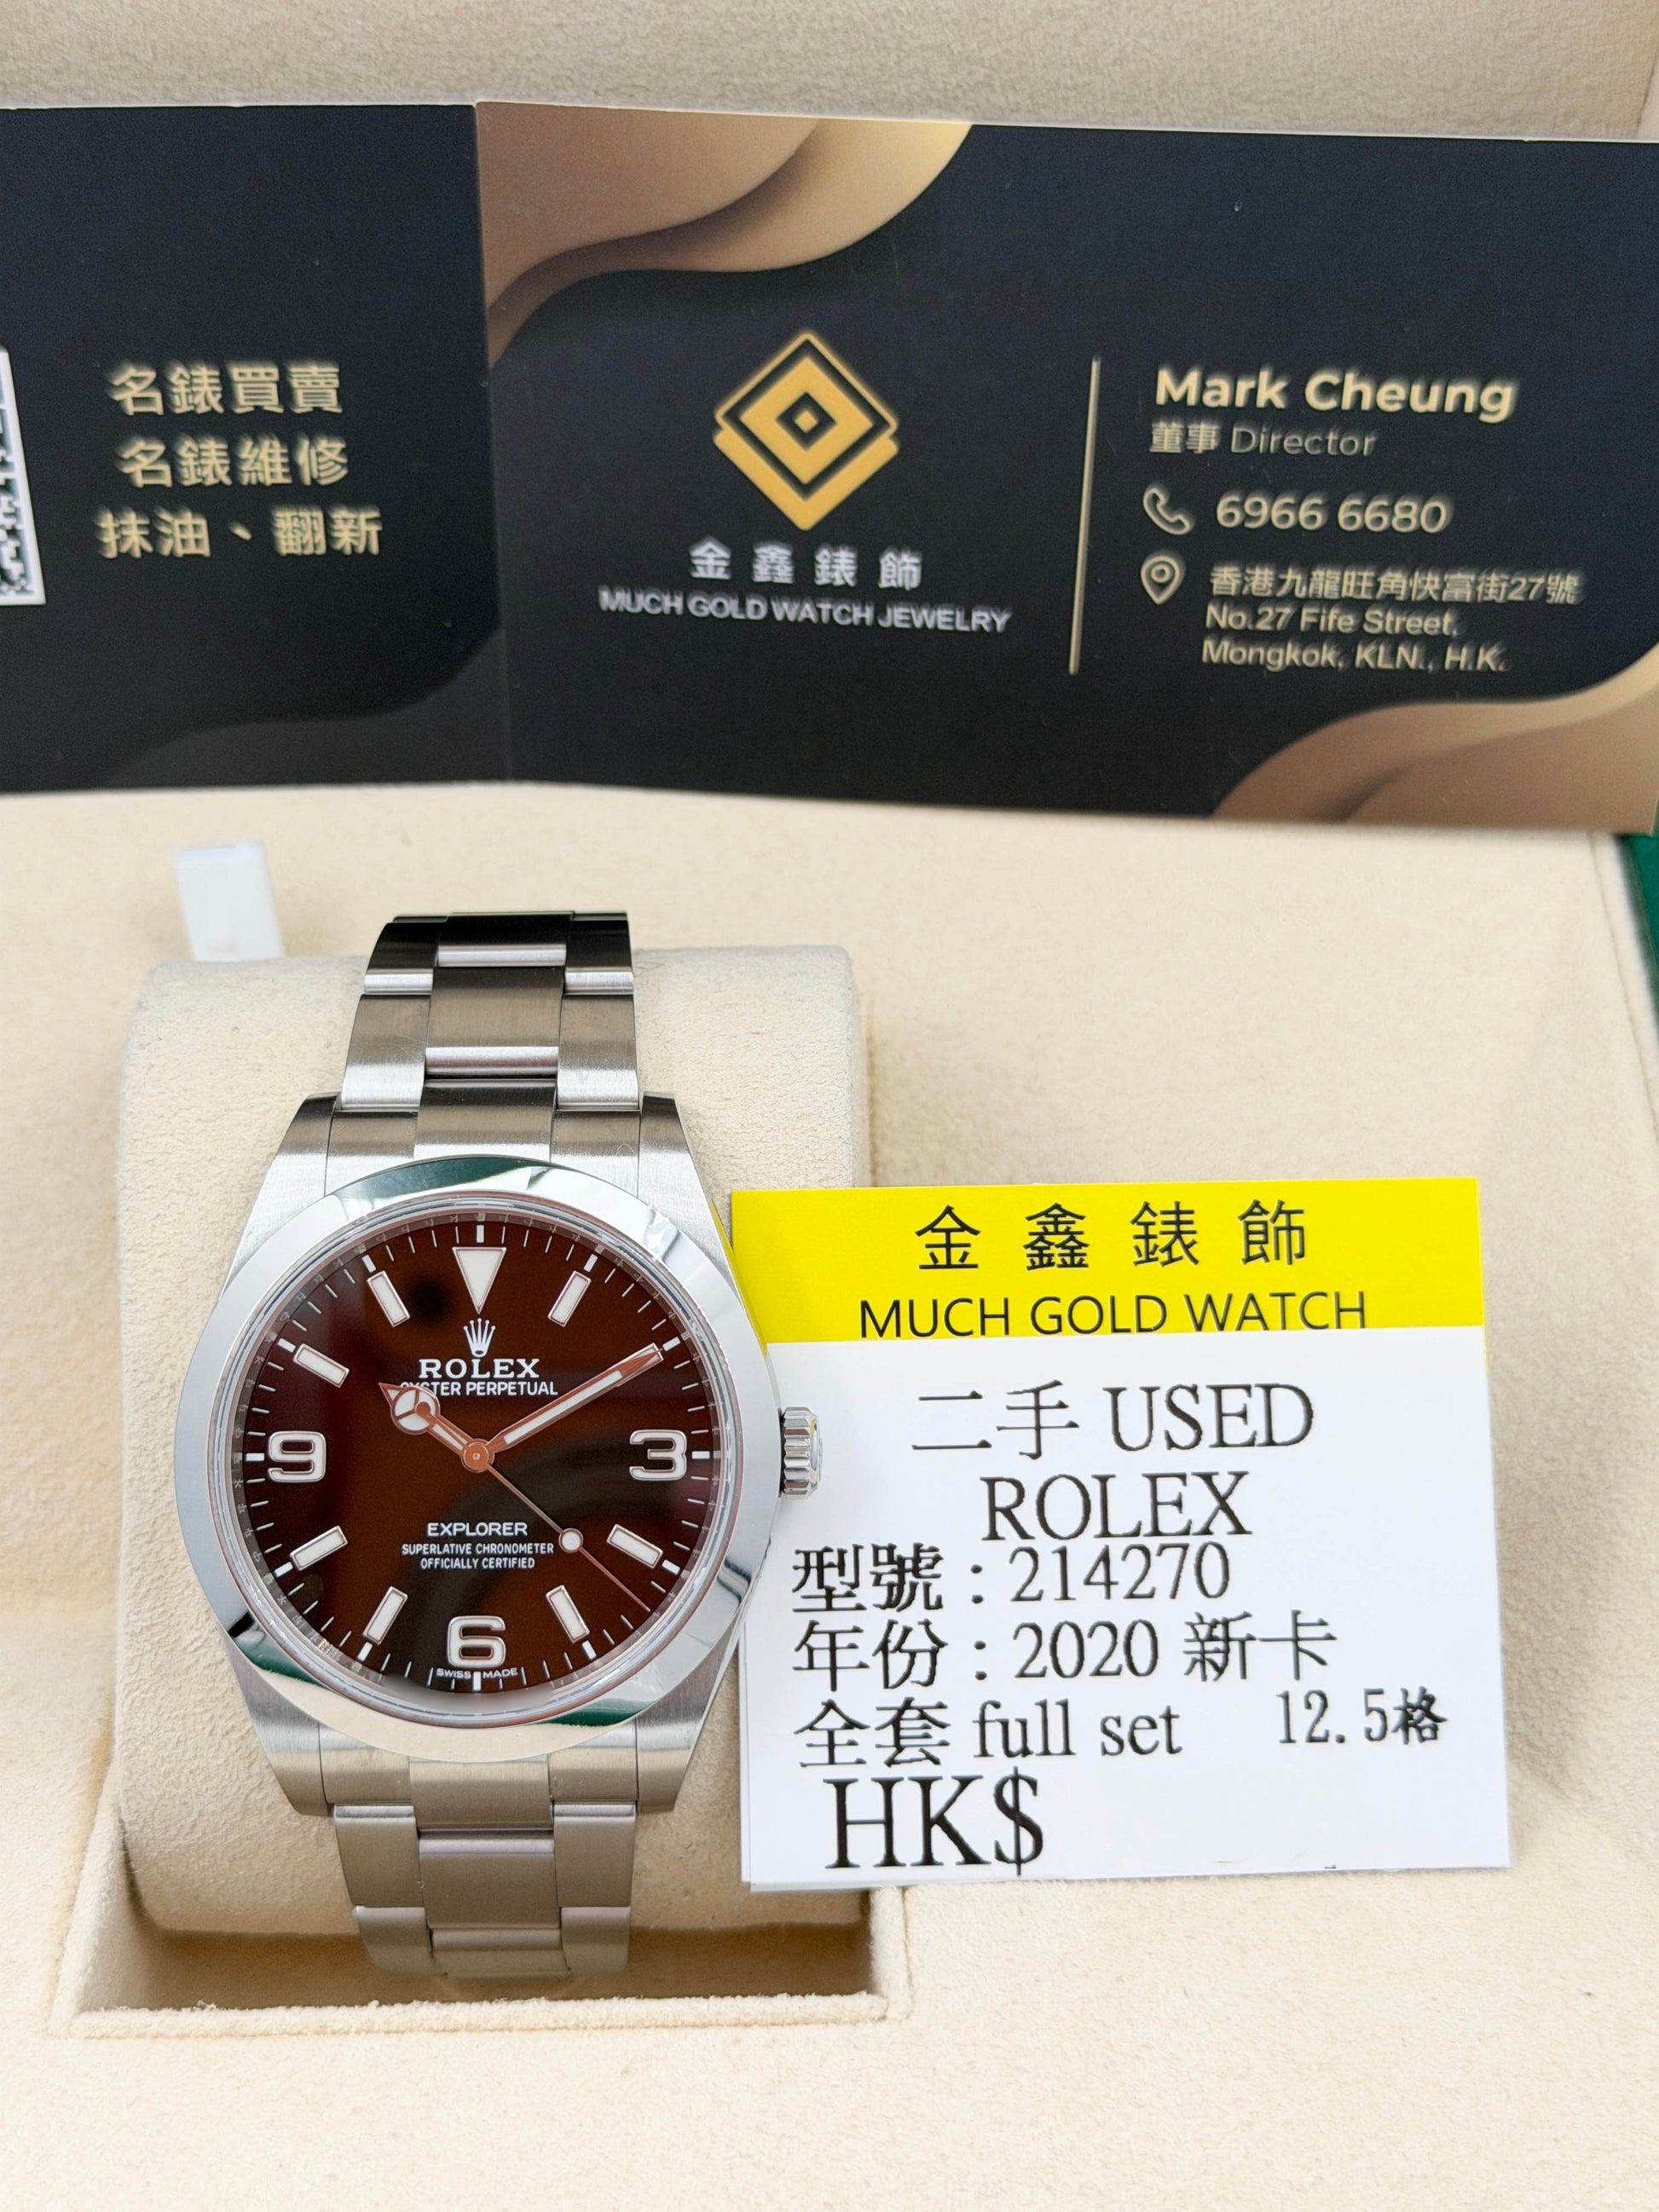 名錶買賣
名錶維修
抹油、翻新
金鑫錶飾
MUCH GOLD WATCH JEWELRY
Mark Cheung
董事 Director
6966 6680
香港九龍旺角快富街27號
No.27 Fife Street,
Mongkok, KLN., H.K.
ROLEX
OYSTER PERPETUAL
9
3
EXPLORER
SUPERLATIVE CHRONOMETER
OFFICIALLY CERTIFIED
6
SWISS MADE
金鑫錶飾
MUCH GOLD WATCH
二手 USED
ROLEX
型號：214270
年份：2020 新卡
全套 full set 12.5格
HK$